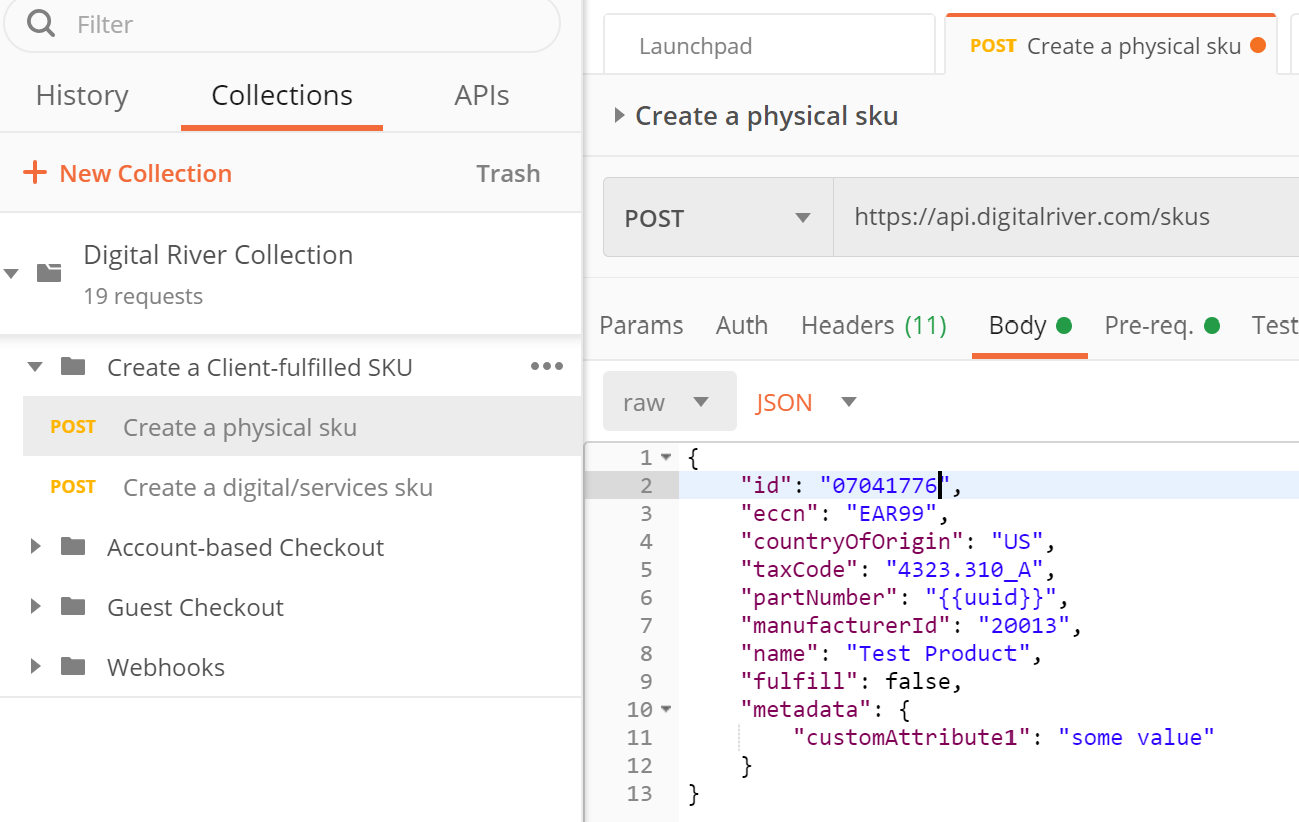 Filter
History Collections APIs
+ New Collection Trash
Digital River Collection
19 requests
Create a Client-fulfilled SKU
POST Create a physical sku
POST Create a digital/services sku
Account-based Checkout
Guest Checkout
Webhooks
Launchpad POST Create a physical sku
Create a physical sku
POST https://api.digitalriver.com/skus
Params Auth Headers (11) Body Pre-req. Test
raw JSON
1 {
2 "id": "07041776",
3 "eccn": "EAR99",
4 "countryOfOrigin": "US",
5 "taxCode": "4323.310_A",
6 "partNumber": "{{uuid}}",
7 "manufacturerId": "20013",
8 "name": "Test Product",
9 "fulfill": false,
10 "metadata": {
11 "customAttribute1": "some value"
12 }
13 }